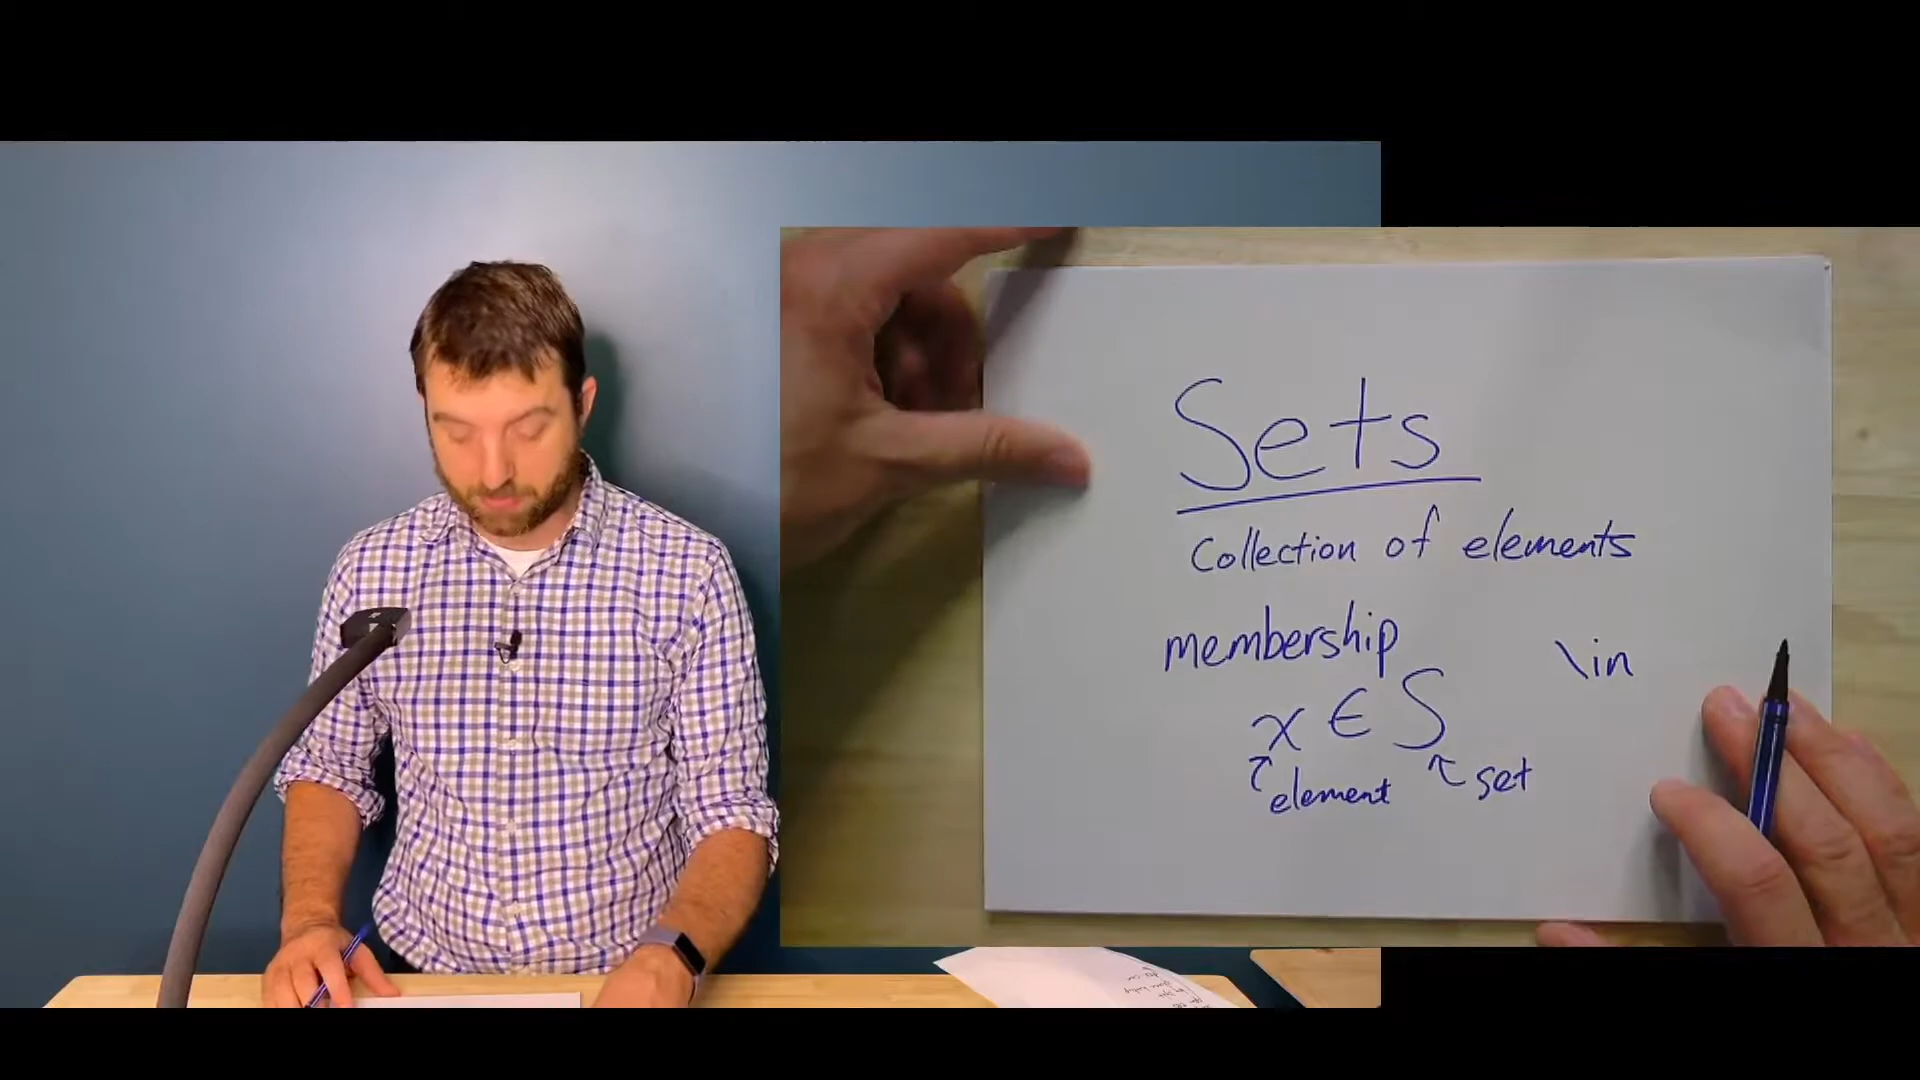 Sets
Collection of elements
membership
\in
x ∈ S
element
set